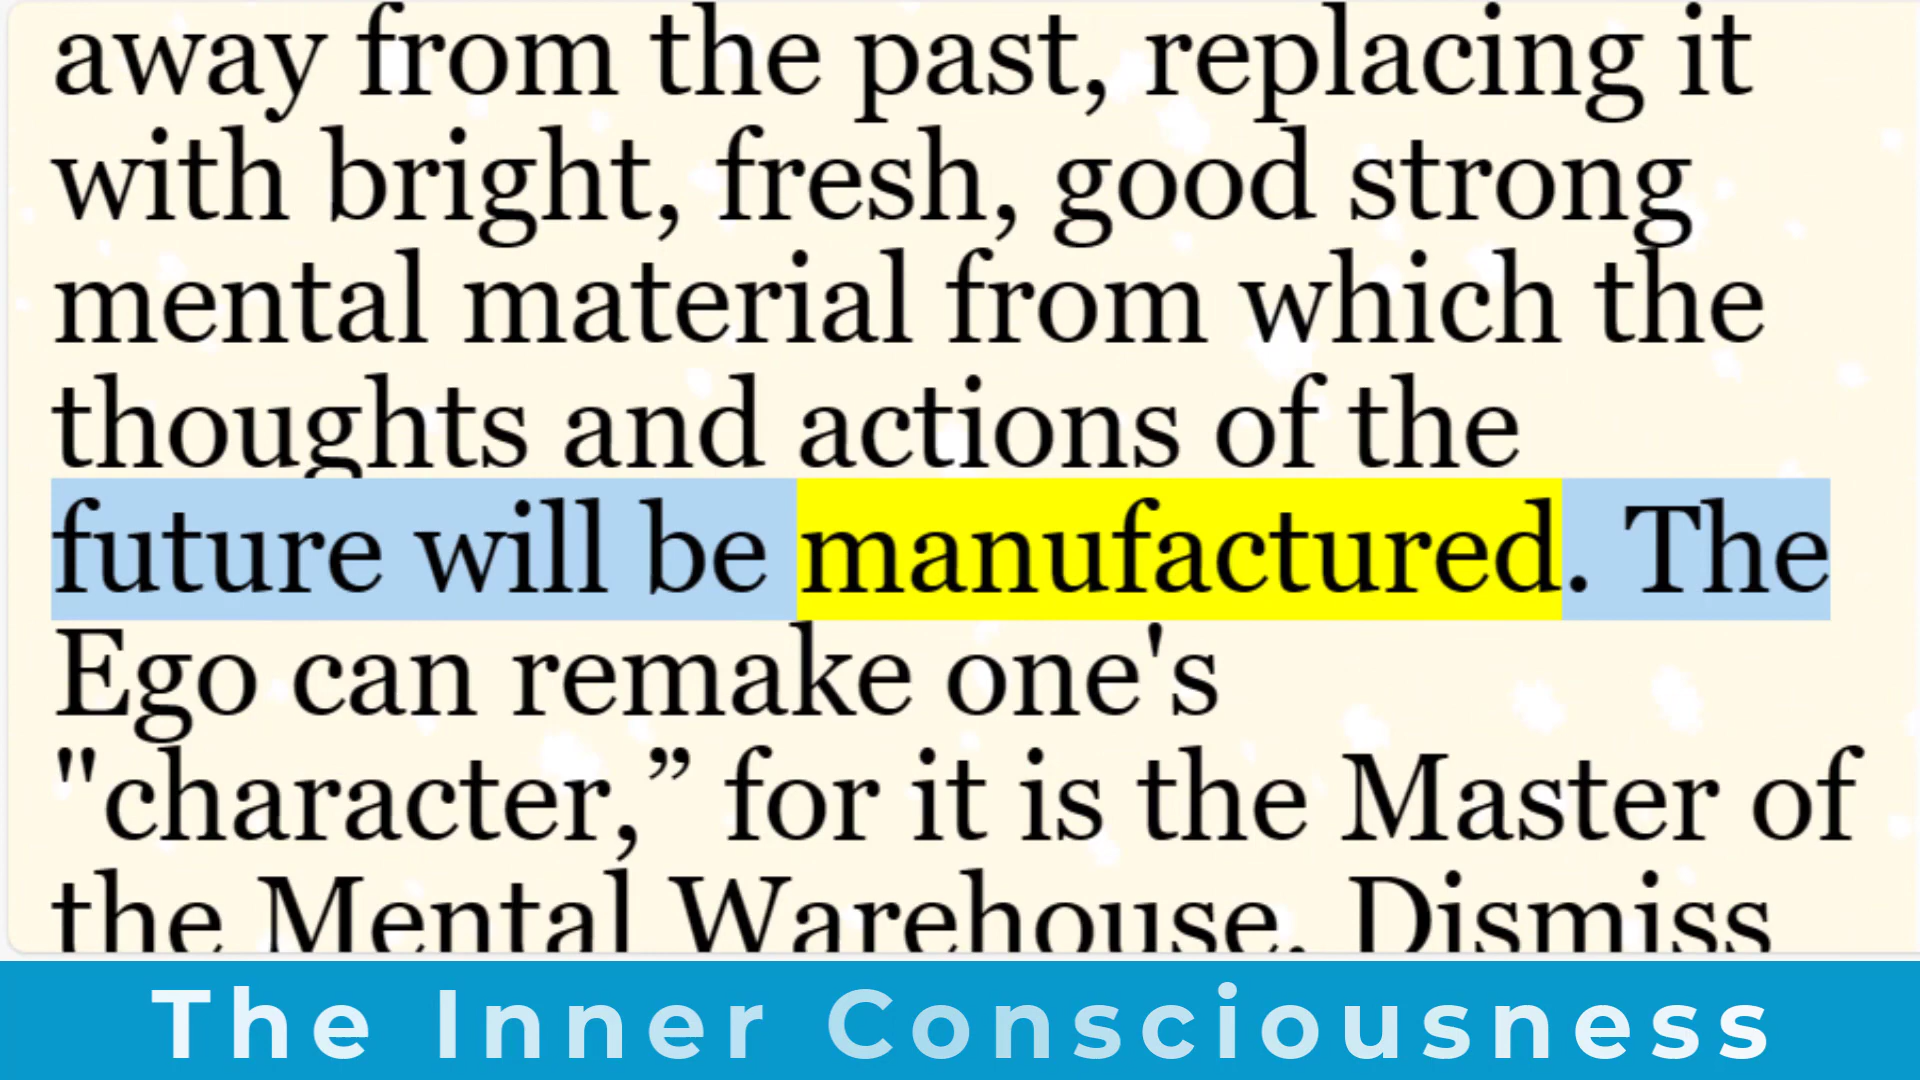 away from the past, replacing it
with bright, fresh, good strong
mental material from which the
thoughts and actions of the
future will be manufactured. The
Ego can remake one's
"character,” for it is the Master of
the Mental Warehouse. Dismiss
The Inner Consciousness